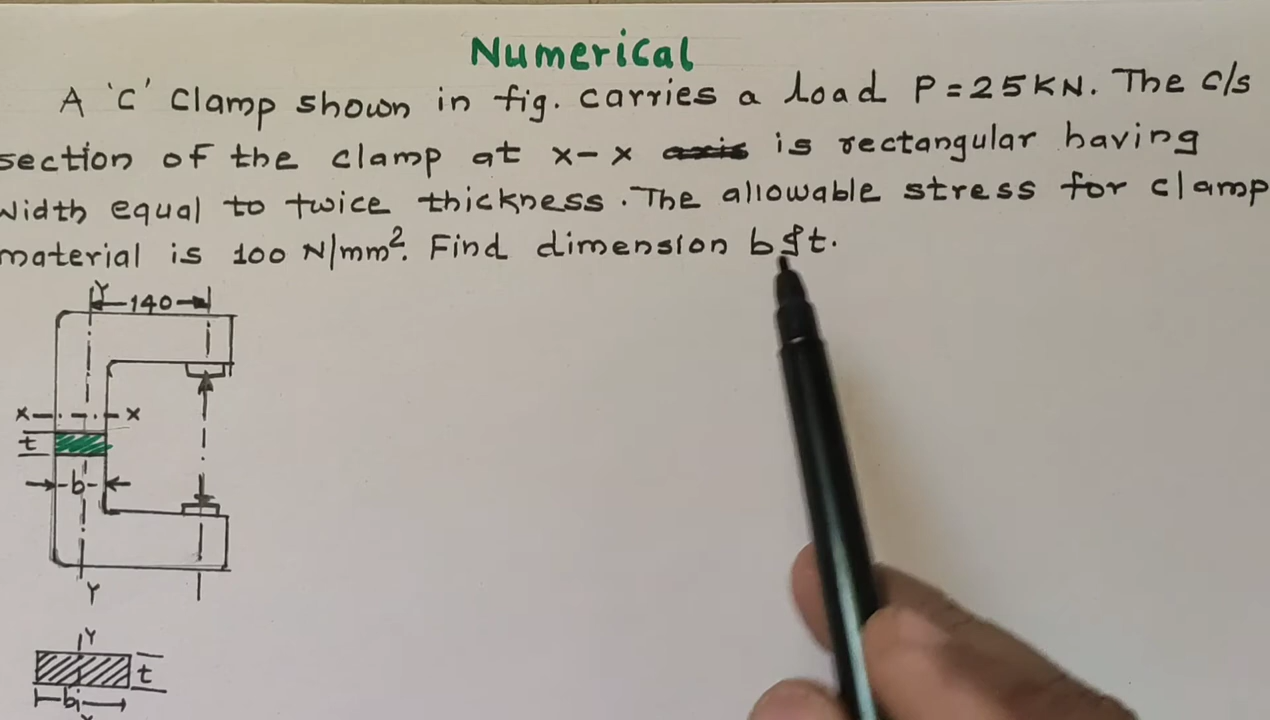 Numerical
A 'C' Clamp shown in fig. carries a load P=25KN. The c/s
section of the clamp at x-x axis is rectangular having
width equal to twice thickness. The allowable stress for clamp
material is 100 N/mm². Find dimension b&t.
Y
140
x x
t
b
Y
Y
t
b